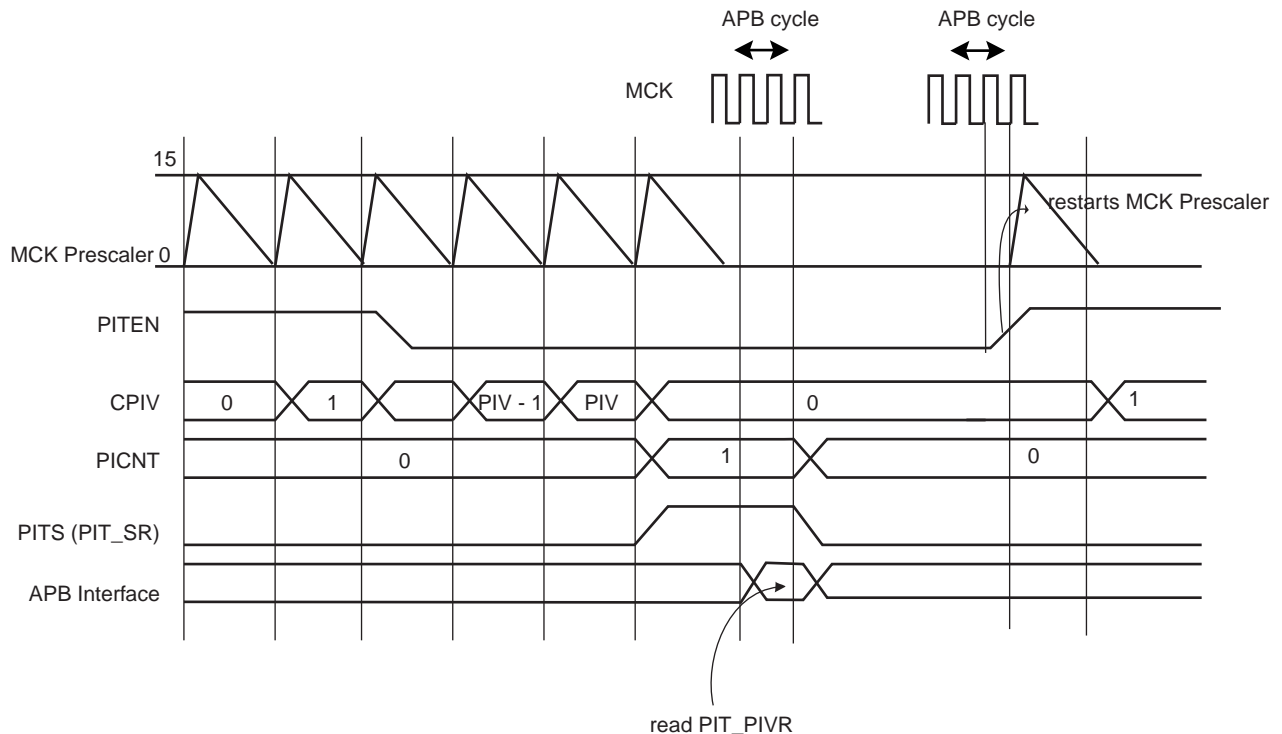 APB cycle
APB cycle
MCK
15
restarts MCK Prescaler
MCK Prescaler 0
PITEN
CPIV
0
1
PIV - 1
PIV
0
1
PICNT
0
1
0
PITS (PIT_SR)
APB Interface
read PIT_PIVR